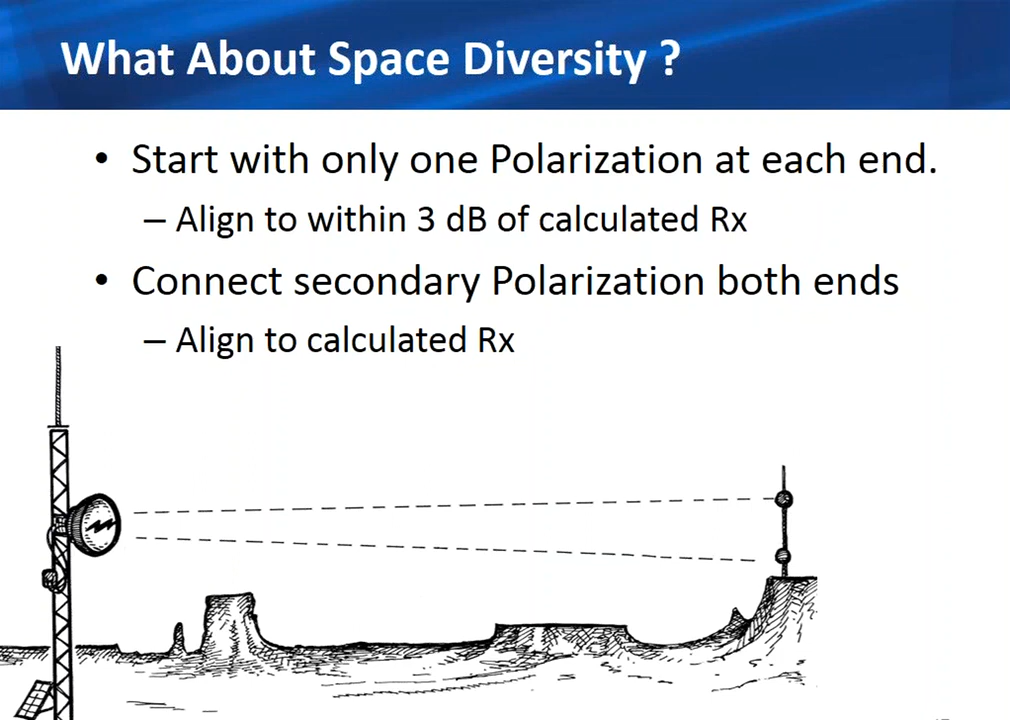 What About Space Diversity ?
• Start with only one Polarization at each end.
– Align to within 3 dB of calculated Rx
• Connect secondary Polarization both ends
– Align to calculated Rx